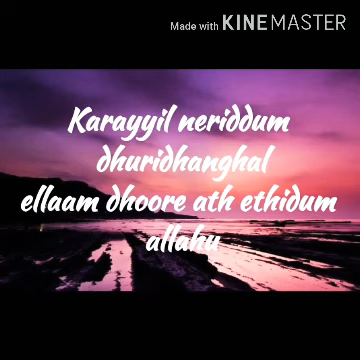 Made with KINEMASTER
Karayyil neriddum
dhuridhanghal
ellaam dhoore ath ethidum
allahu